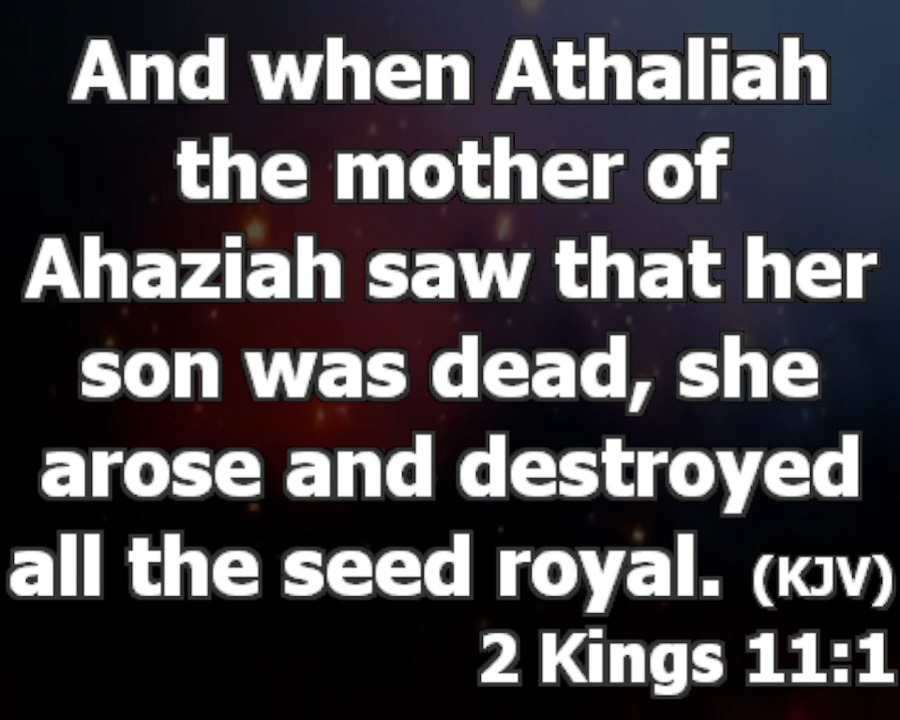 And when Athaliah
the mother of
Ahaziah saw that her
son was dead, she
arose and destroyed
all the seed royal. (KJV)
2 Kings 11:1